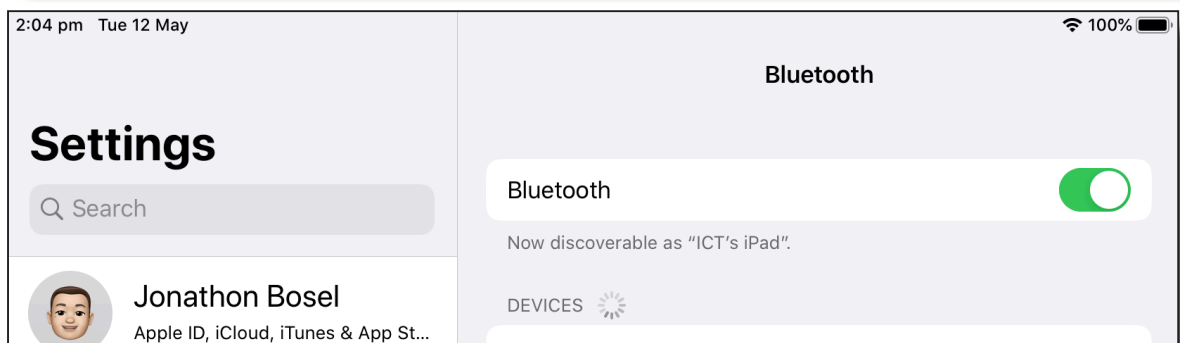 2:04 pm Tue 12 May
100%
Settings
Search
Jonathon Bosel
Apple ID, iCloud, iTunes & App St...
Bluetooth
Bluetooth
Now discoverable as “ICT’s iPad”.
DEVICES